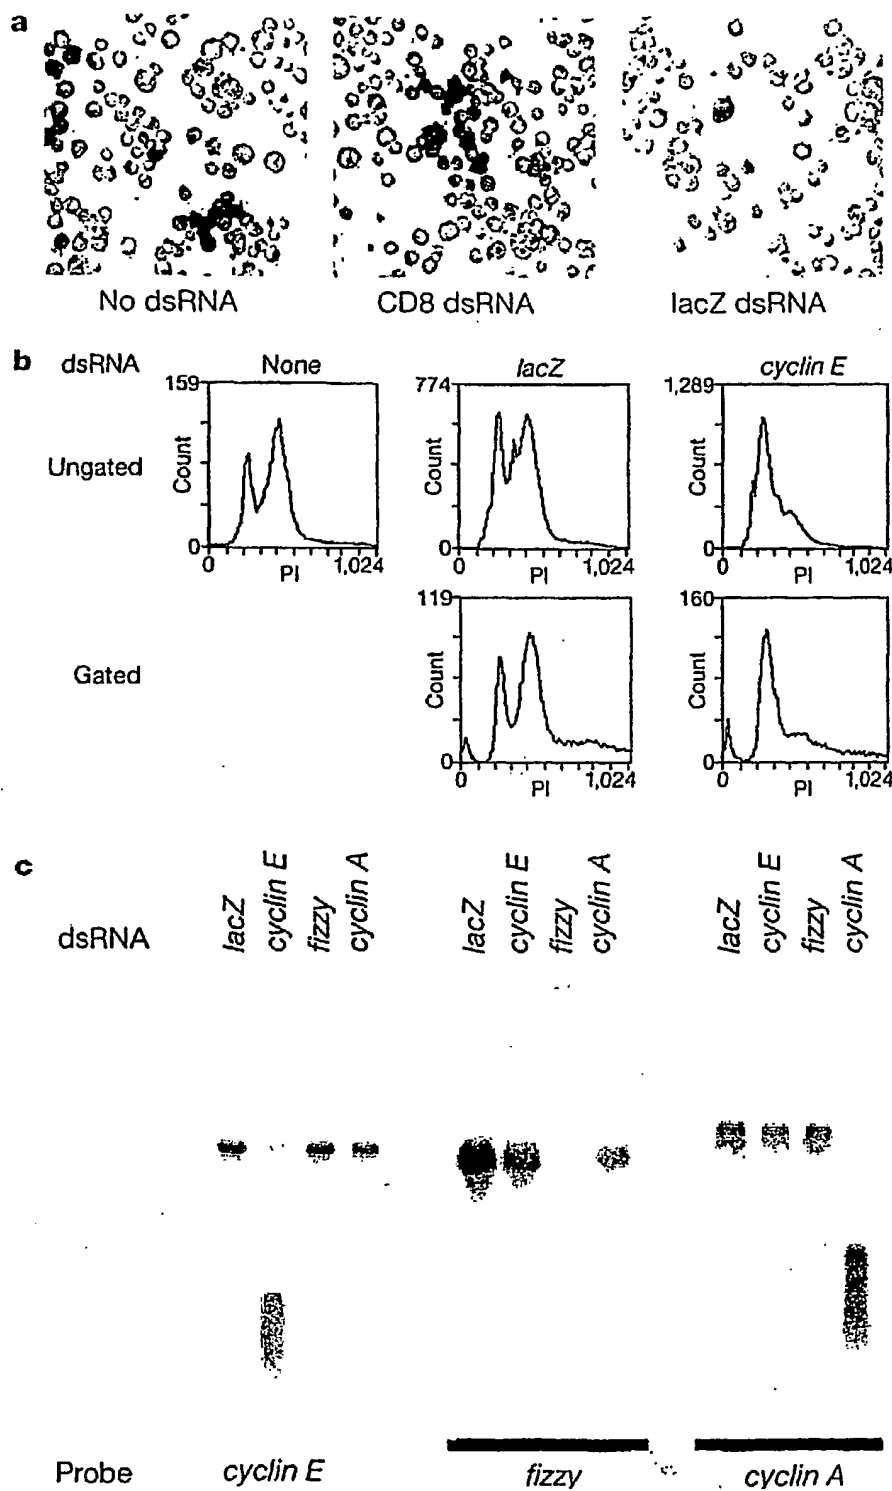 a
No dsRNA CD8 dsRNA lacZ dsRNA
b dsRNA None lacZ cyclin E
159 774 1,289
Ungated Count Count Count
0 0 0
0 1,024 0 1,024 0 1,024
PI PI PI
119 160
Gated Count Count
0 0
0 1,024 0 1,024
PI PI
c
dsRNA lacZ cyclin E fizzy cyclin A lacZ cyclin E fizzy cyclin A lacZ cyclin E fizzy cyclin A
Probe cyclin E fizzy cyclin A